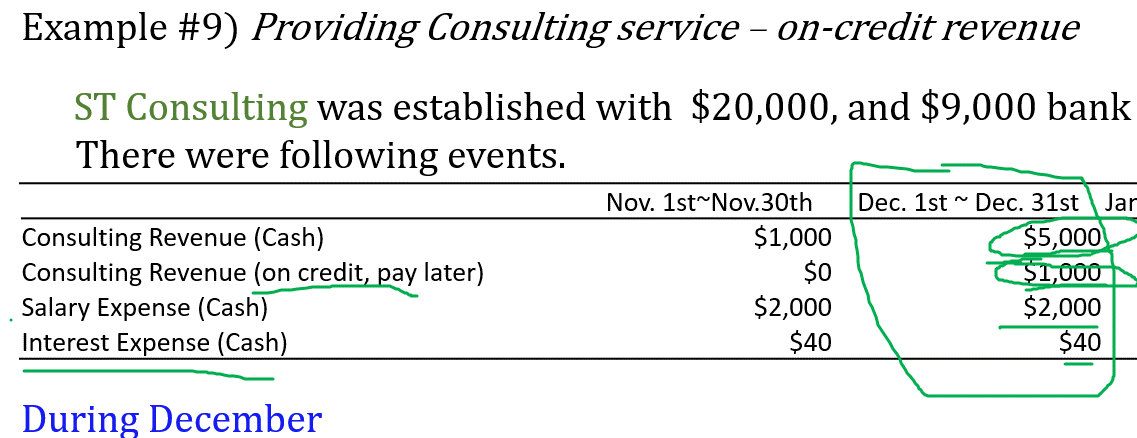 Example #9) Providing Consulting service – on-credit revenue
ST Consulting was established with $20,000, and $9,000 bank
There were following events.
Nov. 1st~Nov.30th Dec. 1st ~ Dec. 31st Jan
Consulting Revenue (Cash) $1,000 $5,000
Consulting Revenue (on credit, pay later) $0 $1,000
Salary Expense (Cash) $2,000 $2,000
Interest Expense (Cash) $40 $40
During December